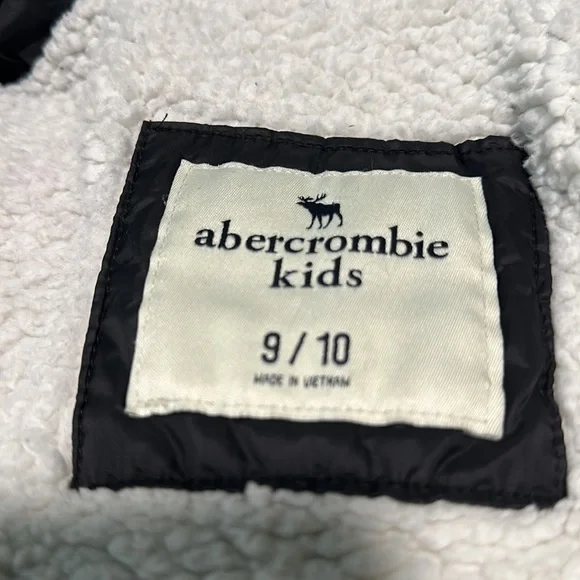 abercrombie
kids
9 / 10
MADE IN VIETNAM